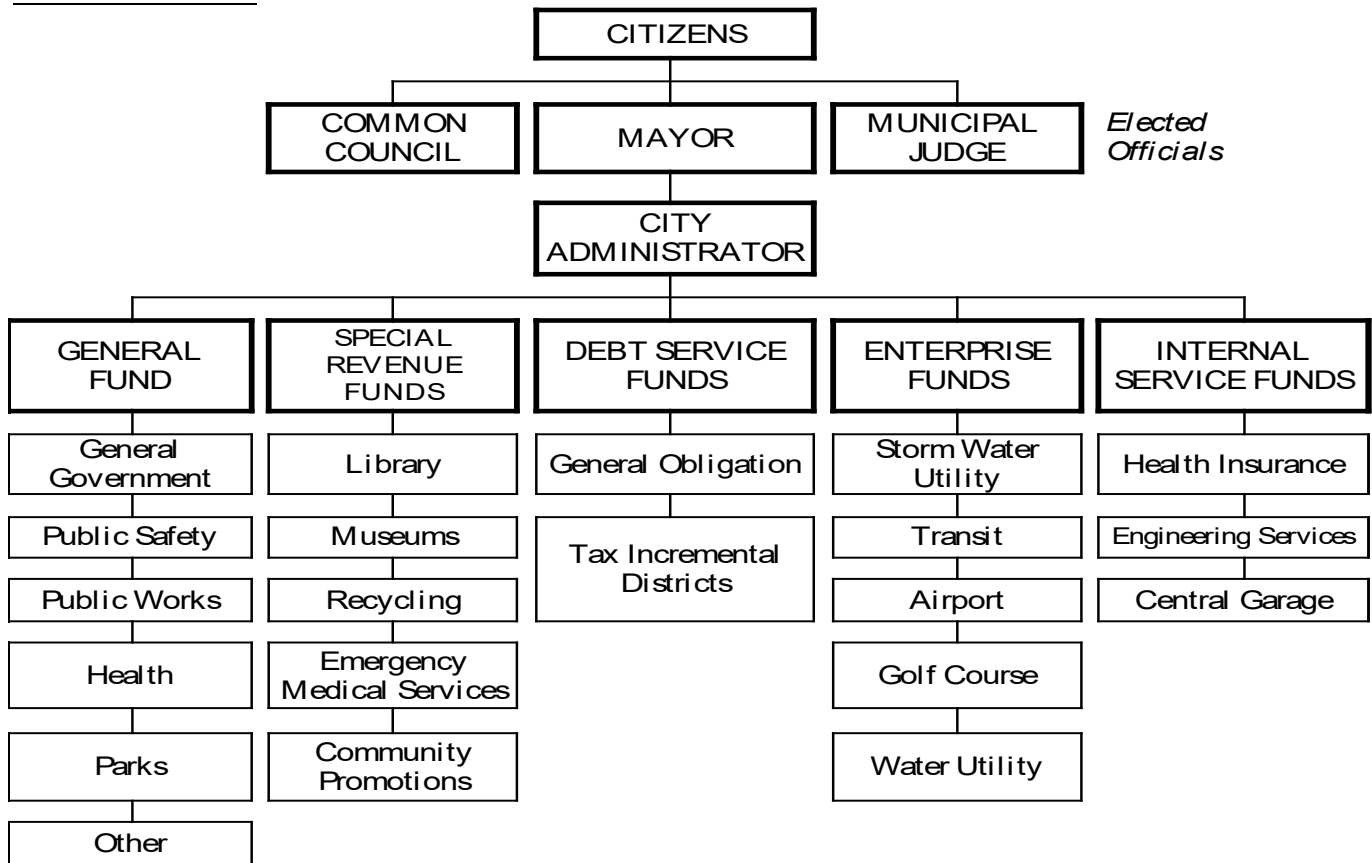 CITIZENS
COMMON
COUNCIL
MAYOR
MUNICIPAL
JUDGE
Elected
Officials
CITY
ADMINISTRATOR
GENERAL
FUND
SPECIAL
REVENUE
FUNDS
DEBT SERVICE
FUNDS
ENTERPRISE
FUNDS
INTERNAL
SERVICE FUNDS
General
Government
Library
General Obligation
Storm Water
Utility
Health Insurance
Public Safety
Museums
Tax Incremental
Districts
Transit
Engineering Services
Public Works
Recycling
Airport
Central Garage
Health
Emergency
Medical Services
Golf Course
Parks
Community
Promotions
Water Utility
Other